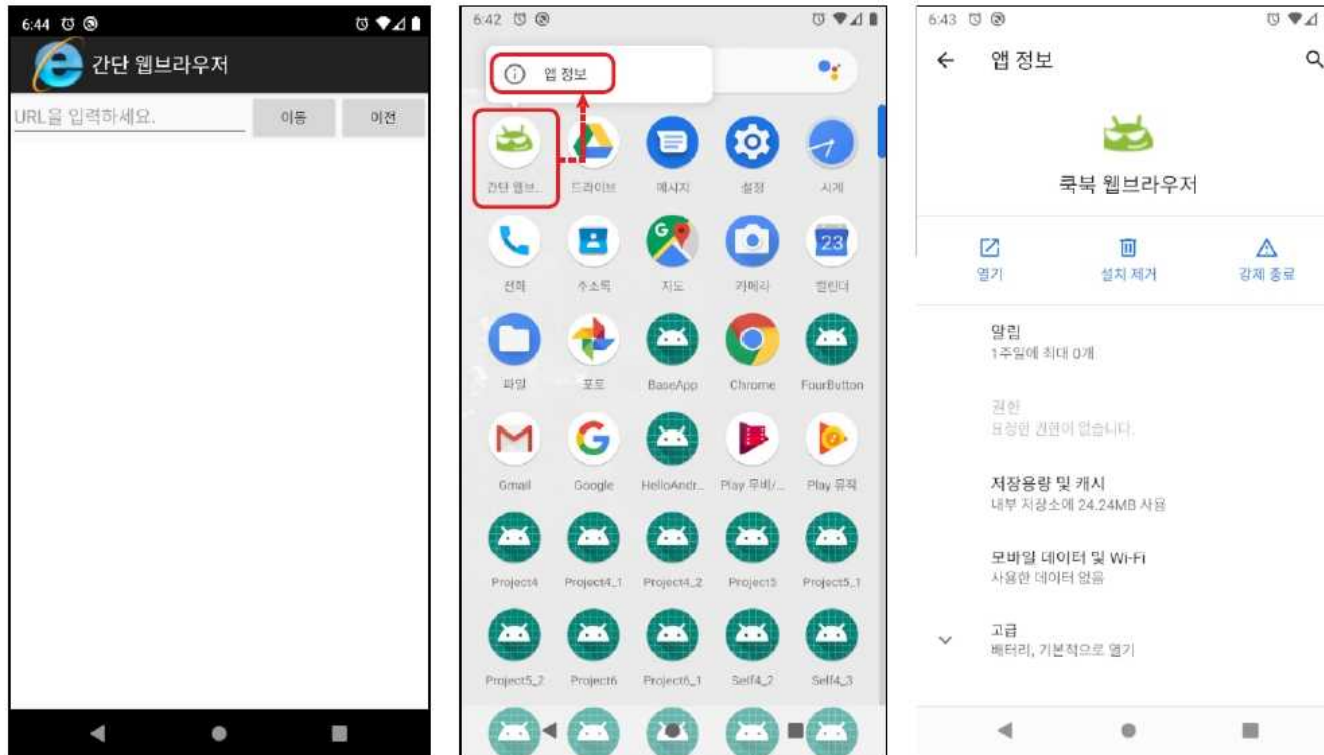 6:44
간단 웹브라우저
URL을 입력하세요.
이동
이전
6:42
앱 정보
간단 웹브...
드라이브
메시지
설정
시계
전화
주소록
지도
카메라
23
캘린더
파일
포토
BaseApp
Chrome
FourButton
Gmail
Google
HelloAndr...
Play 무비/...
Play 뮤직
Project4
Project4_1
Project4_2
Project5
Project5_1
Project5_2
Project6
Project6_1
Self4_2
Self4_3
6:43
앱 정보
쿡북 웹브라우저
열기
설치 제거
강제 종료
알림
1주일에 최대 0개
권한
요청한 권한이 없습니다.
저장용량 및 캐시
내부 저장소에 24.24MB 사용
모바일 데이터 및 Wi-Fi
사용한 데이터 없음
고급
배터리, 기본적으로 열기